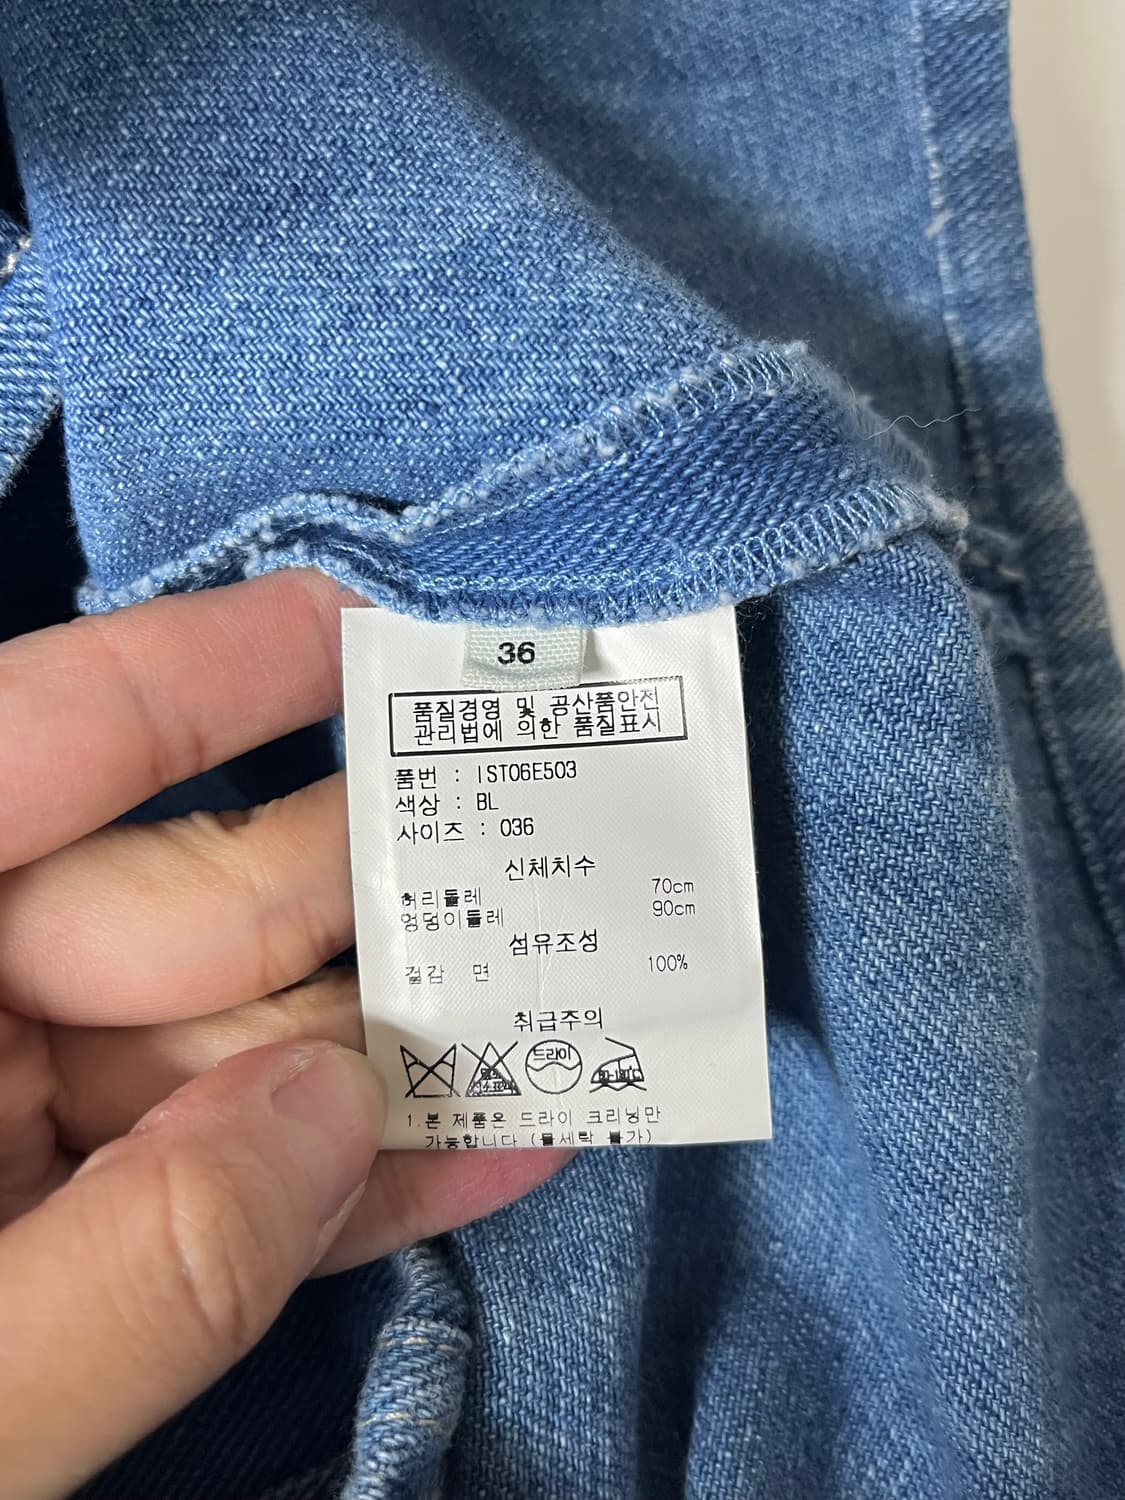 36
품질경영 및 공산품안전
관리법에 의한 품질표시
품번 : IST06E503
색상 : BL
사이즈 : 036
신체치수
허리둘레 70cm
엉덩이둘레 90cm
섬유조성
겉감 면 100%
취급주의
드라이
80-180℃
1.본 제품은 드라이 크리닝만
가능합니다 (물세탁 불가)